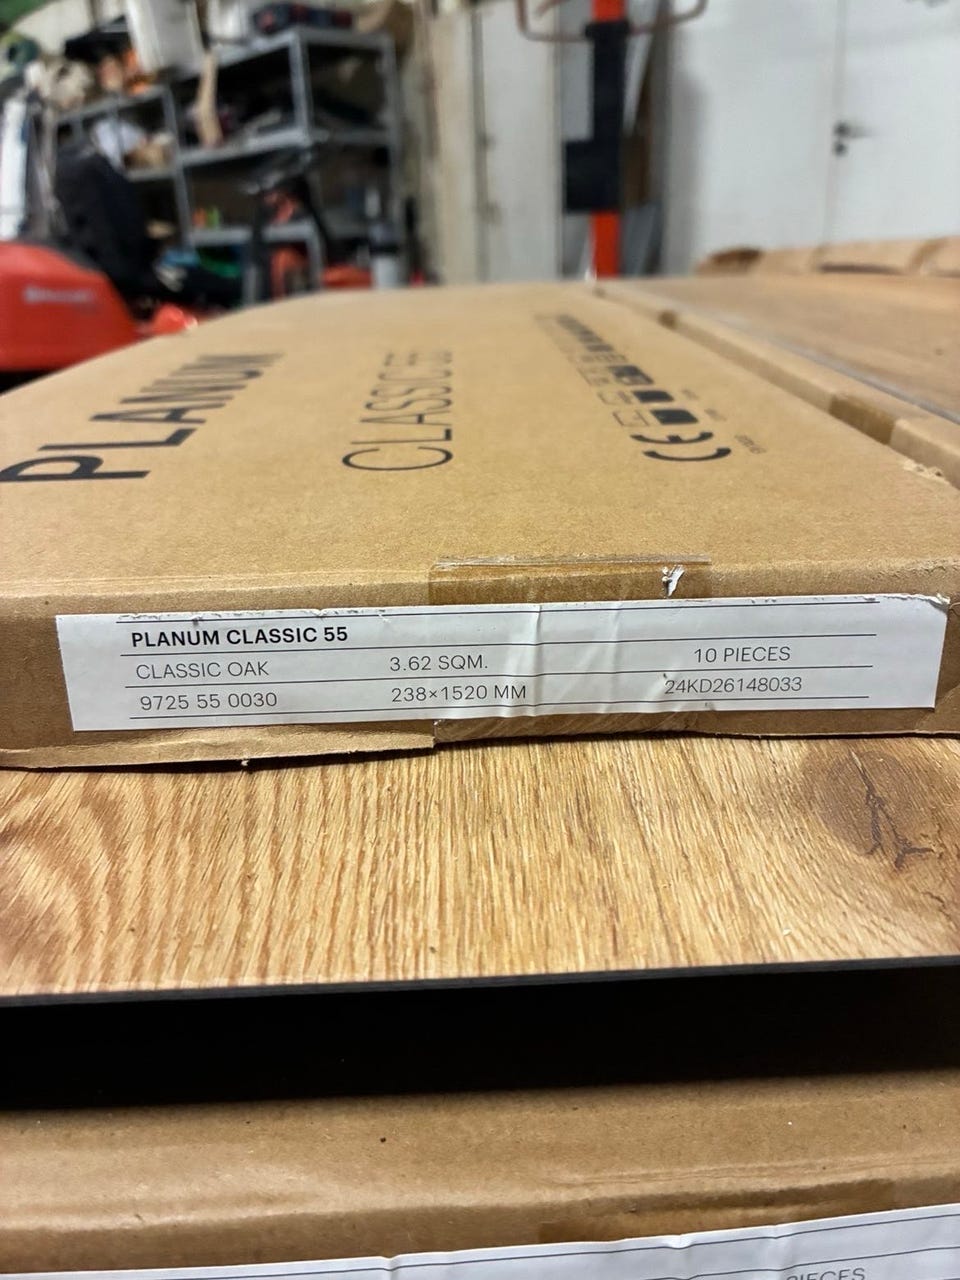 PLANUM
CLASSIC 55
CE
PLANUM CLASSIC 55
CLASSIC OAK 3.62 SQM. 10 PIECES
9725 55 0030 238×1520 MM 24KD26148033
PIECES